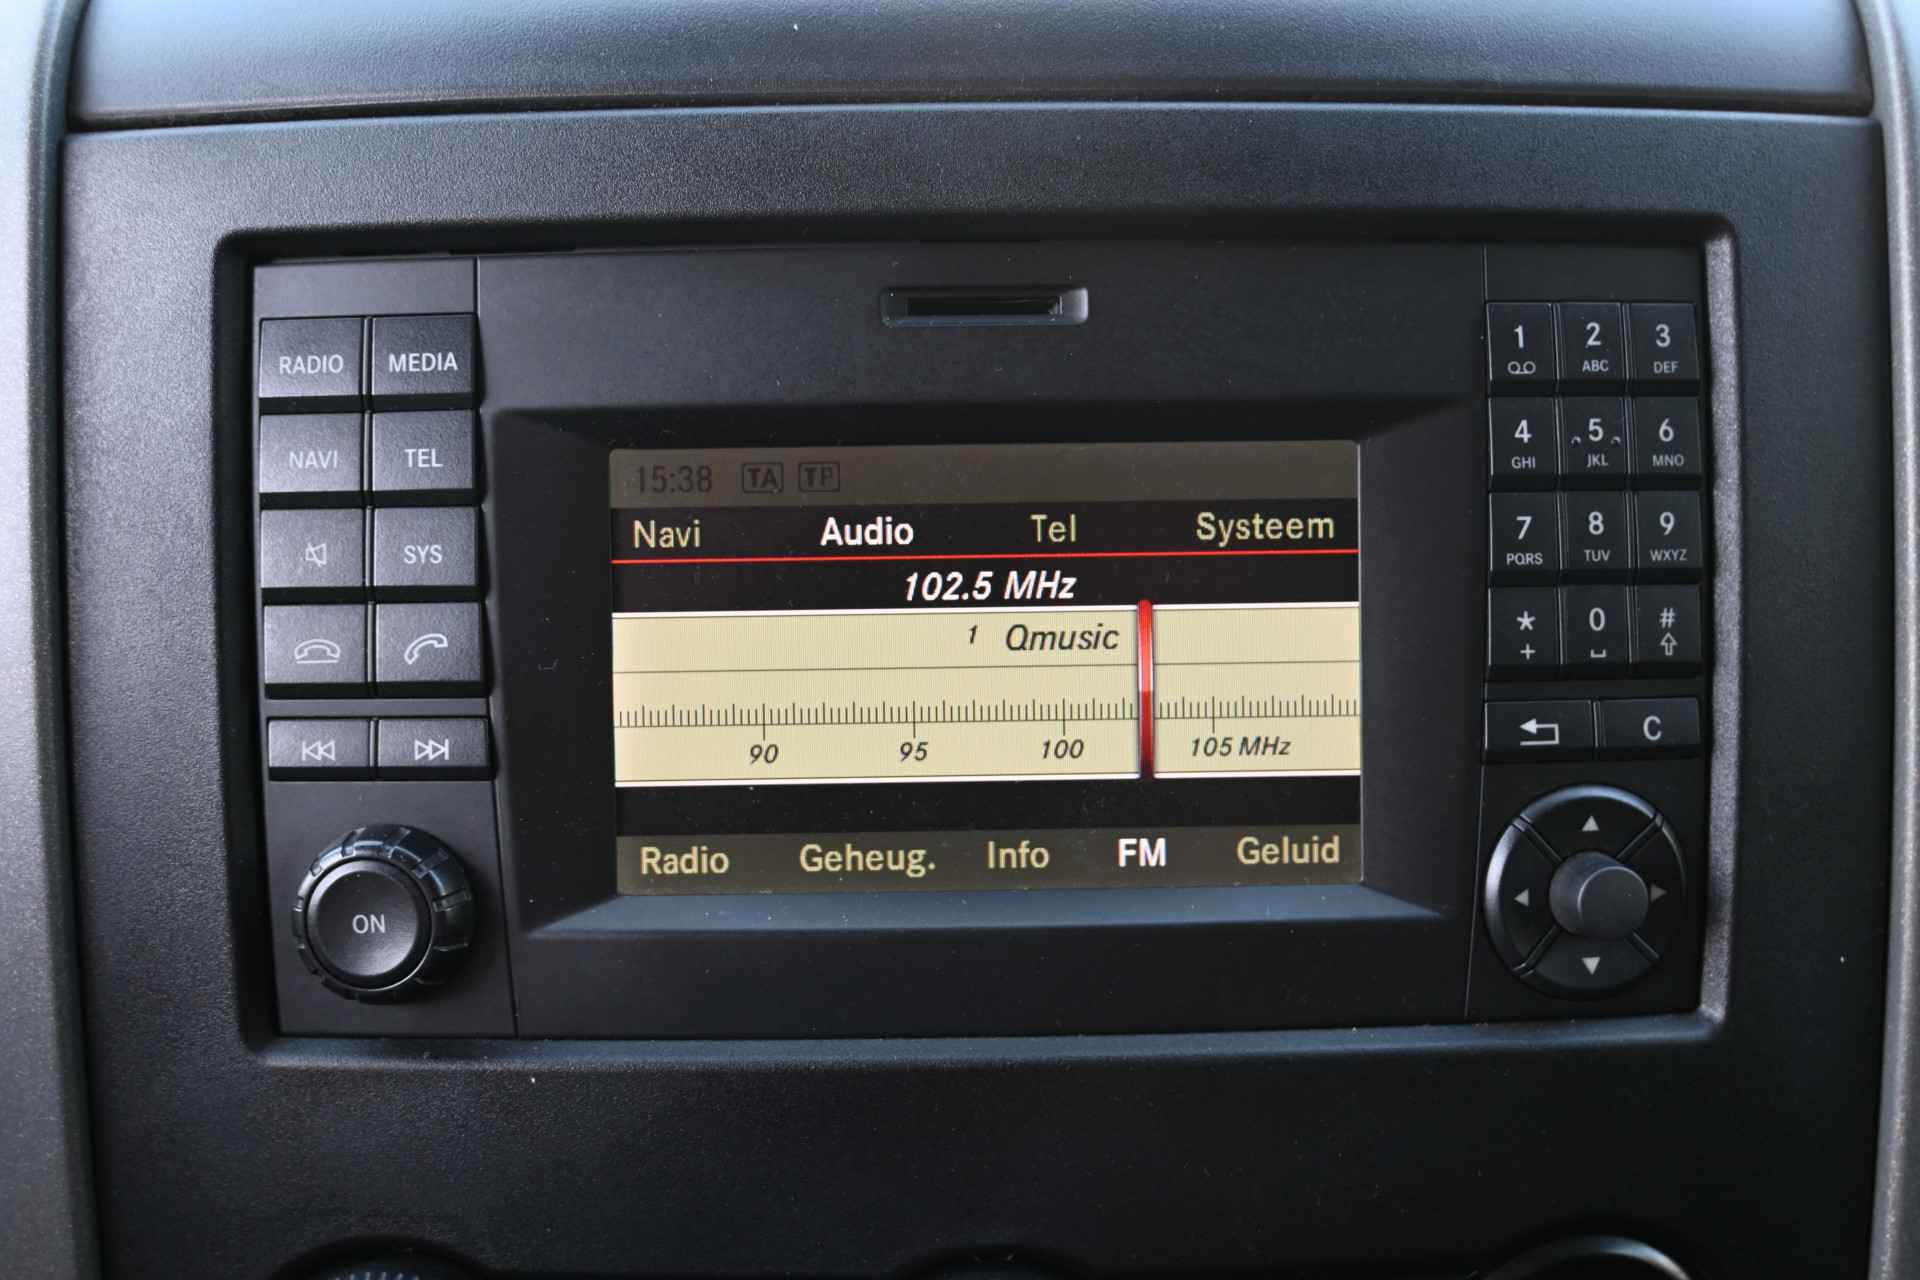 RADIO MEDIA
NAVI TEL
SYS
ON
15:38 TA TP
Navi Audio Tel Systeem
102.5 MHz
1 Qmusic
90 95 100 105 MHz
Radio Geheug. Info FM Geluid
1 2 3
ABC DEF
4 5 6
GHI JKL MNO
7 8 9
PQRS TUV WXYZ
* 0 #
+
C